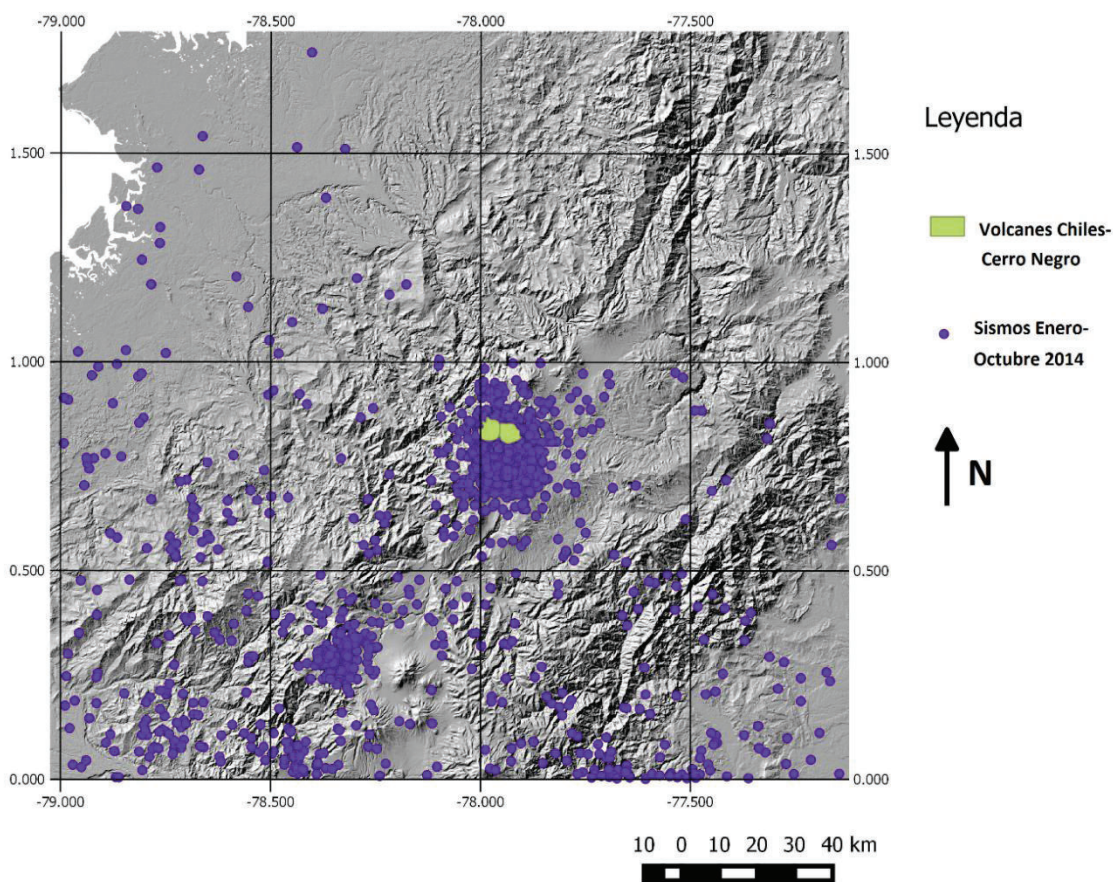 -79.000 -78.500 -78.000 -77.500
1.500 1.500
1.000 1.000
0.500 0.500
0.000 0.000
-79.000 -78.500 -78.000 -77.500
Leyenda
Volcanes Chiles-
Cerro Negro
Sismos Enero-
Octubre 2014
N
10 0 10 20 30 40 km